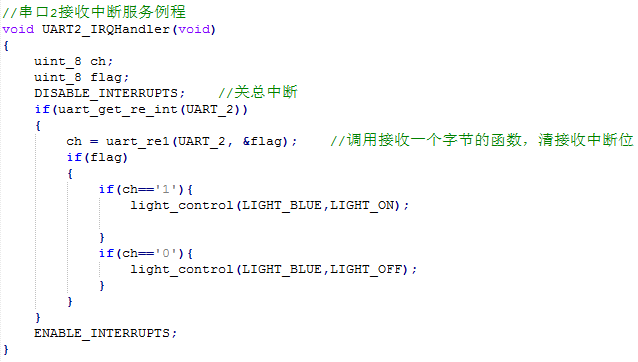 //串口2接收中断服务例程
void UART2_IRQHandler(void)
{
    uint_8 ch;
    uint_8 flag;
    DISABLE_INTERRUPTS;    //关总中断
    if(uart_get_re_int(UART_2))
    {
        ch = uart_re1(UART_2, &flag);    //调用接收一个字节的函数，清接收中断位
        if(flag)
        {
            if(ch=='1'){
                light_control(LIGHT_BLUE,LIGHT_ON);
            }
            if(ch=='0'){
                light_control(LIGHT_BLUE,LIGHT_OFF);
            }
        }
    }
    ENABLE_INTERRUPTS;
}